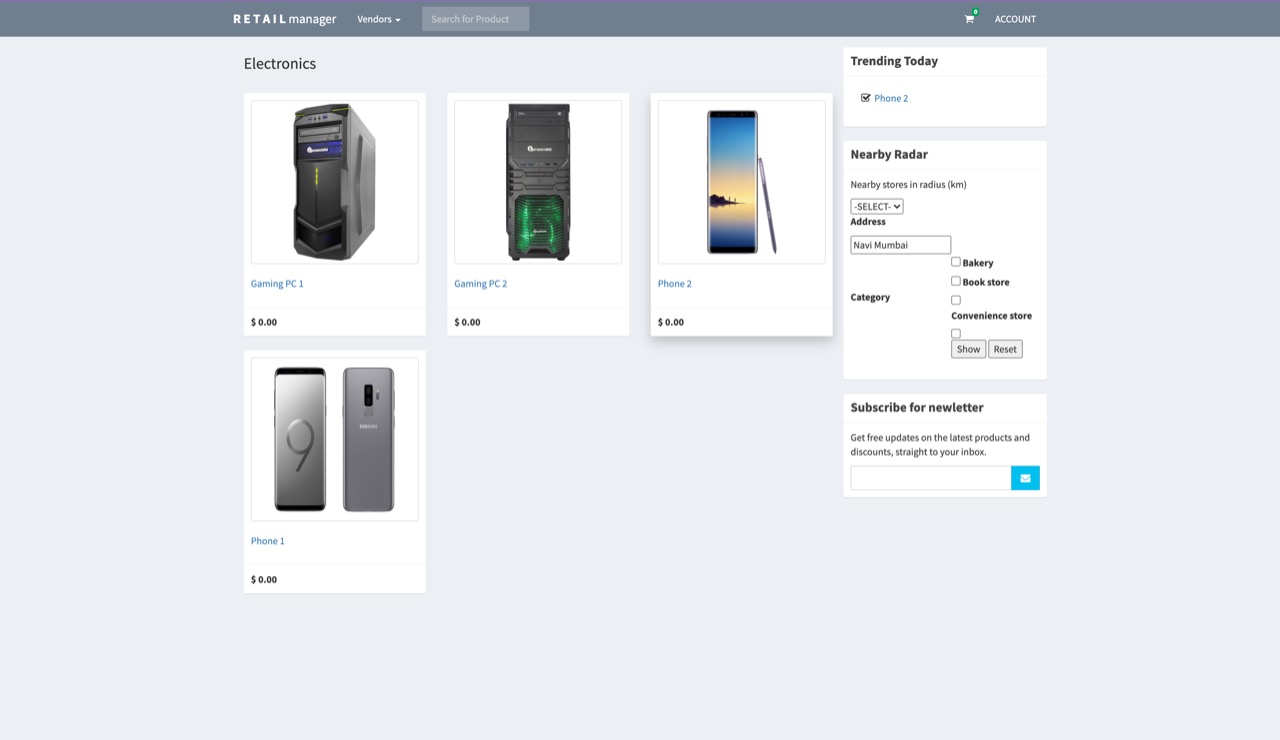 RETAIL manager
Vendors
Search for Product
0
ACCOUNT
Electronics
Gaming PC 1
$ 0.00
Gaming PC 2
$ 0.00
Phone 2
$ 0.00
9
SAMSUNG
Phone 1
$ 0.00
Trending Today
Phone 2
Nearby Radar
Nearby stores in radius (km)
-SELECT-
Address
Navi Mumbai
Category
Bakery
Book store
Convenience store
Show Reset
Subscribe for newletter
Get free updates on the latest products and
discounts, straight to your inbox.